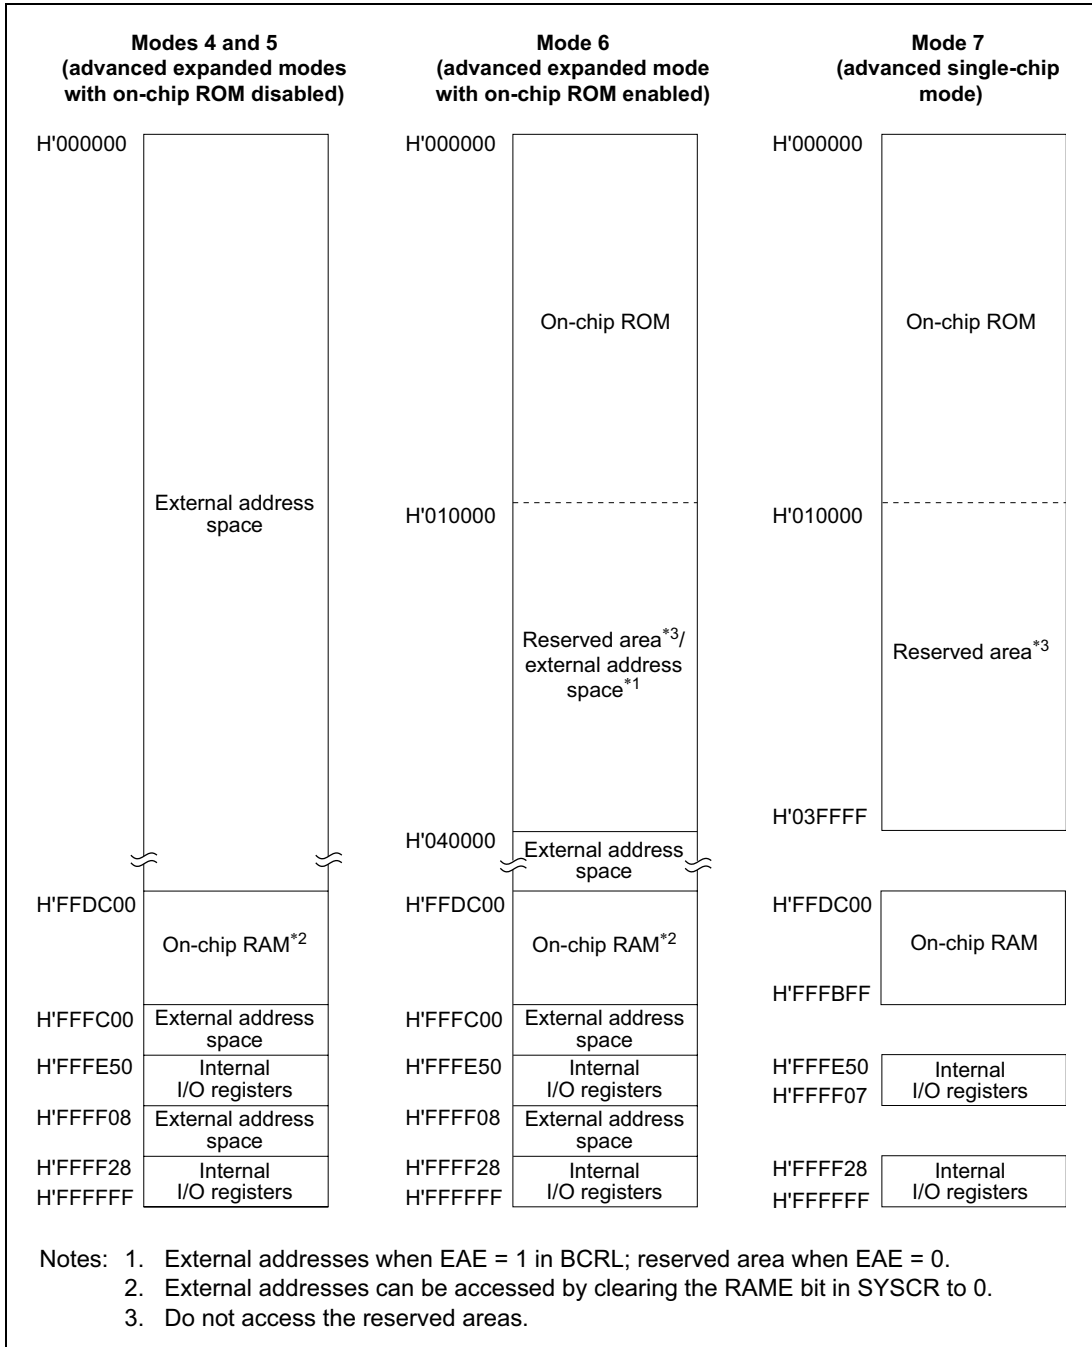 Modes 4 and 5
(advanced expanded modes
with on-chip ROM disabled)
H'000000
External address
space
H'FFDC00
On-chip RAM*2
H'FFFC00
External address
space
H'FFFE50
Internal
I/O registers
H'FFFF08
External address
space
H'FFFF28
Internal
I/O registers
H'FFFFFF
Mode 6
(advanced expanded mode
with on-chip ROM enabled)
H'000000
On-chip ROM
H'010000
Reserved area*3/
external address
space*1
H'040000
External address
space
H'FFDC00
On-chip RAM*2
H'FFFC00
External address
space
H'FFFE50
Internal
I/O registers
H'FFFF08
External address
space
H'FFFF28
Internal
I/O registers
H'FFFFFF
Mode 7
(advanced single-chip
mode)
H'000000
On-chip ROM
H'010000
Reserved area*3
H'03FFFF
H'FFDC00
On-chip RAM
H'FFFBFF
H'FFFE50
Internal
I/O registers
H'FFFF07
H'FFFF28
Internal
I/O registers
H'FFFFFF
Notes: 1. External addresses when EAE = 1 in BCRL; reserved area when EAE = 0.
2. External addresses can be accessed by clearing the RAME bit in SYSCR to 0.
3. Do not access the reserved areas.